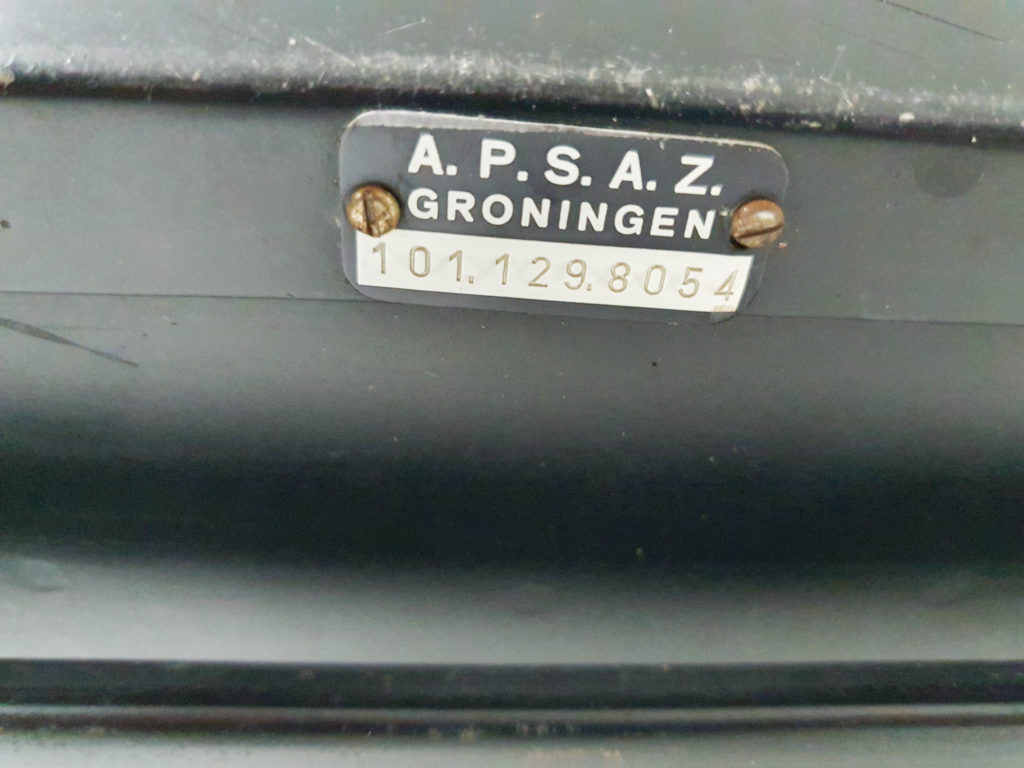 A. P. S. A. Z.
GRONINGEN
101.129.8054